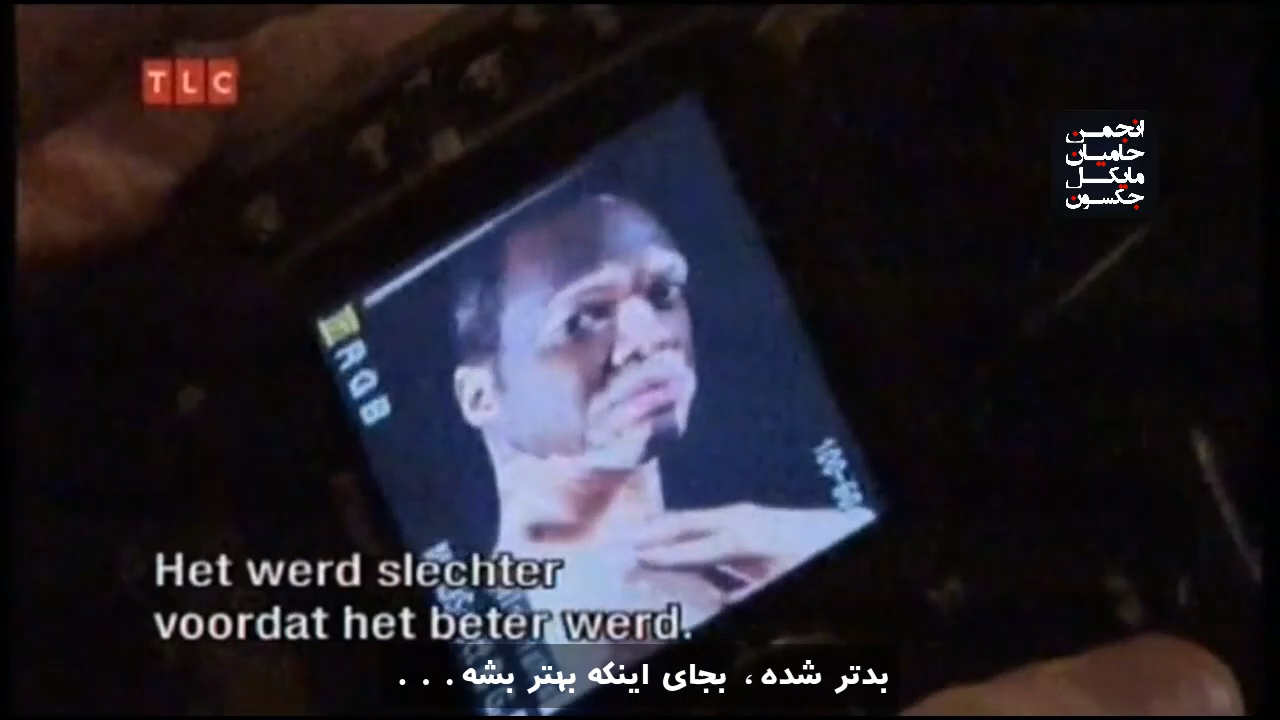 TLC
انجمن
حامیان
مایکل
جکسون
RGB
Het werd slechter
voordat het beter werd.
بدتر شده، بجای اینکه بهتر بشه...